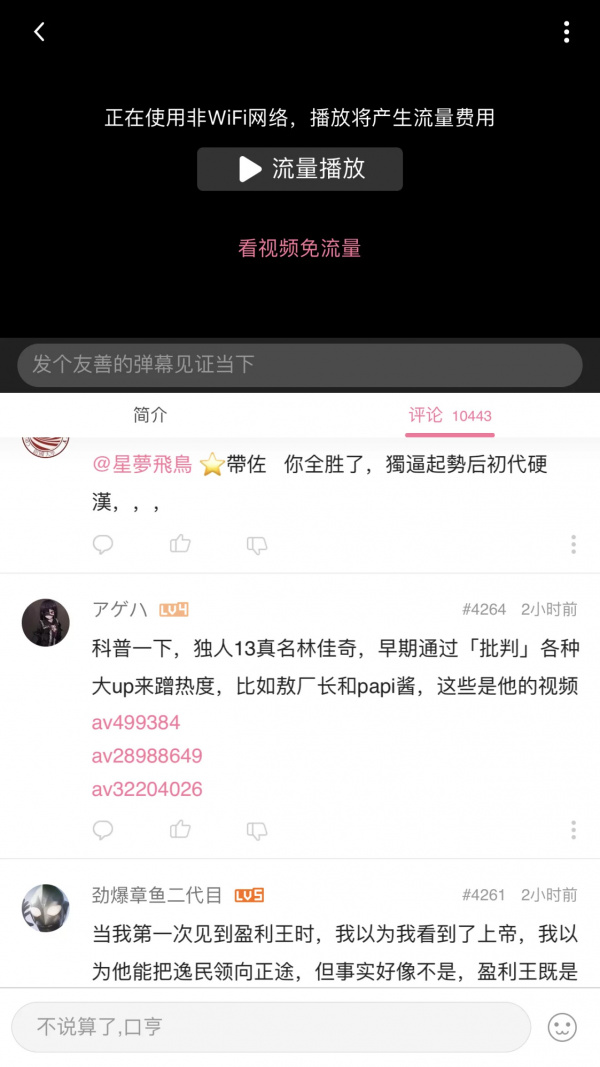 正在使用非WiFi网络，播放将产生流量费用
流量播放
看视频免流量
发个友善的弹幕见证当下
简介
评论 10443
@星夢飛鳥 ⭐帶佐 你全胜了，獨逼起勢后初代硬
漢，，，
アゲハ LV4 #4264 2小时前
科普一下，独人13真名林佳奇，早期通过「批判」各种
大up来蹭热度，比如敖厂长和papi酱，这些是他的视频
av499384
av28988649
av32204026
劲爆章鱼二代目 LV5 #4261 2小时前
当我第一次见到盈利王时，我以为我看到了上帝，我以
为他能把逸民领向正途，但事实好像不是，盈利王既是
不说算了,口亨